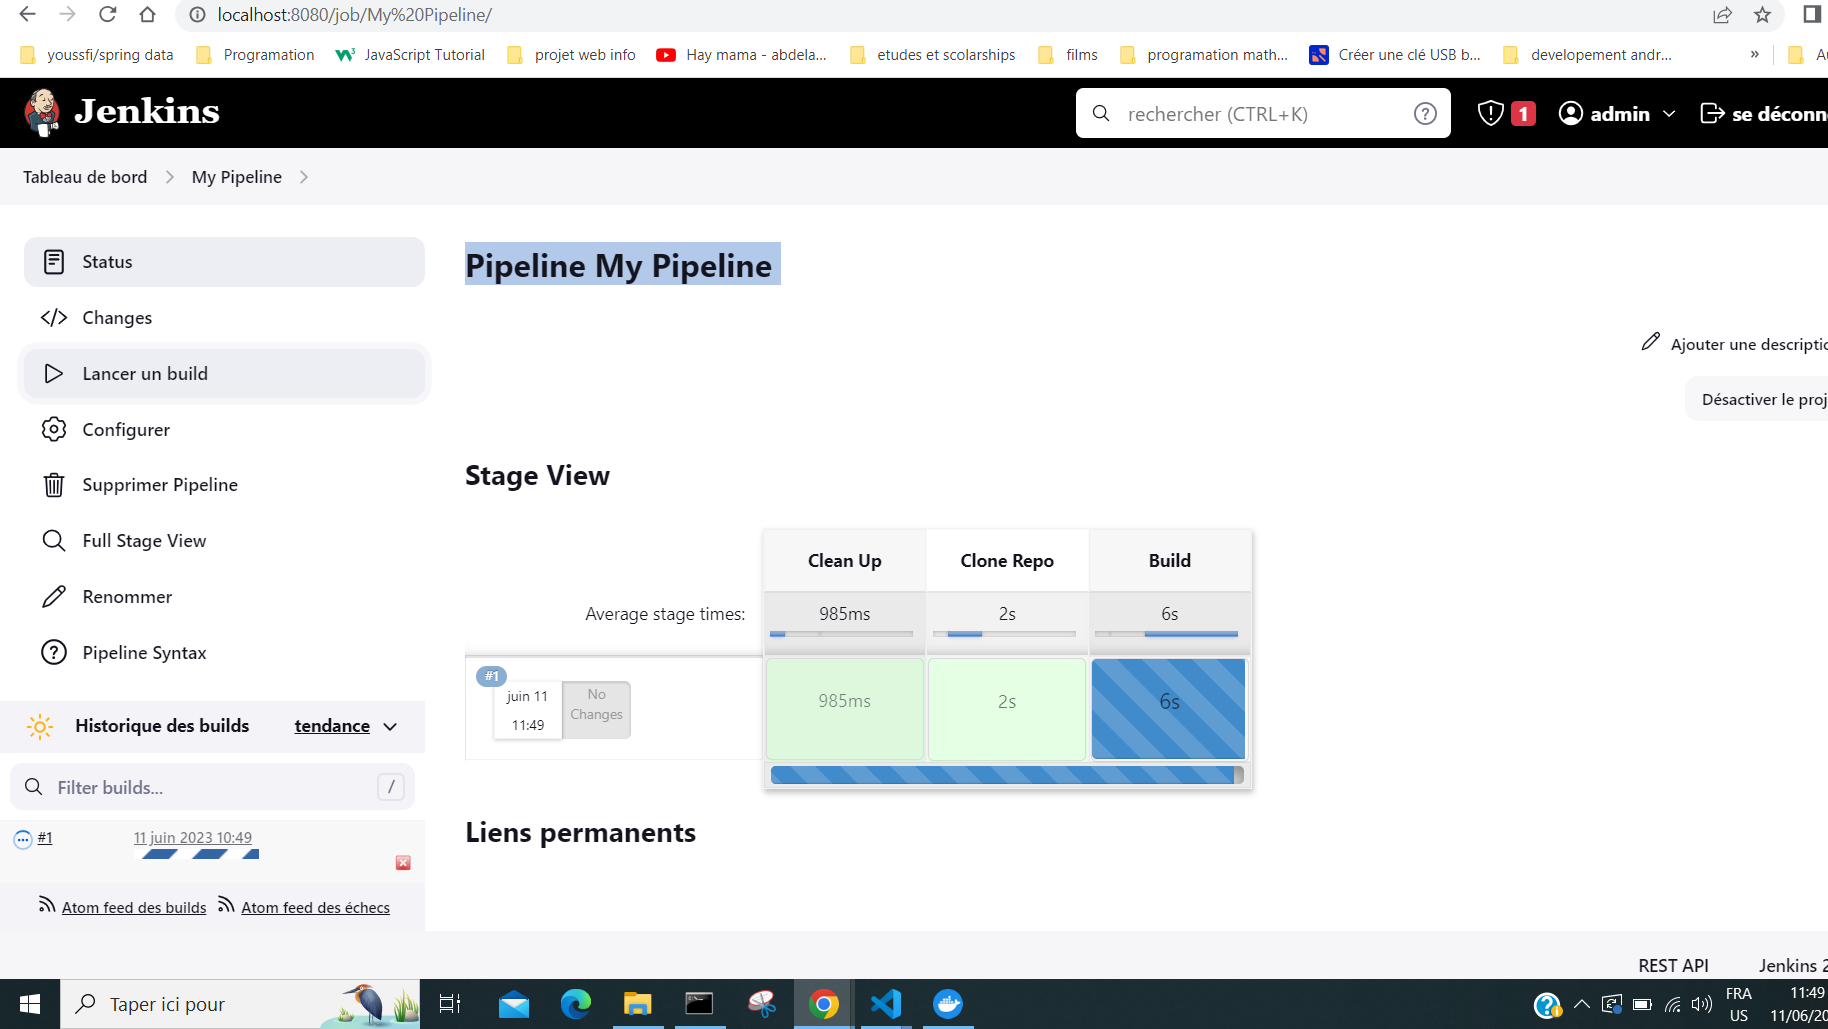 localhost:8080/job/My%20Pipeline/
youssfi/spring data
Programation
JavaScript Tutorial
projet web info
Hay mama - abdela...
etudes et scolarships
films
programation math...
Créer une clé USB b...
developement andr...
»
Jenkins
rechercher (CTRL+K)
1
admin
se déconn
Tableau de bord
My Pipeline
Status
Changes
Lancer un build
Configurer
Supprimer Pipeline
Full Stage View
Renommer
Pipeline Syntax
Historique des builds
tendance
Filter builds...
/
#1
11 juin 2023 10:49
Atom feed des builds
Atom feed des échecs
Pipeline My Pipeline
Ajouter une descriptio
Désactiver le proj
Stage View
Clean Up
Clone Repo
Build
Average stage times:
985ms
2s
6s
#1
juin 11
11:49
No
Changes
985ms
2s
6s
Liens permanents
REST API
Jenkins 2
Taper ici pour
FRA
US
11:49
11/06/20